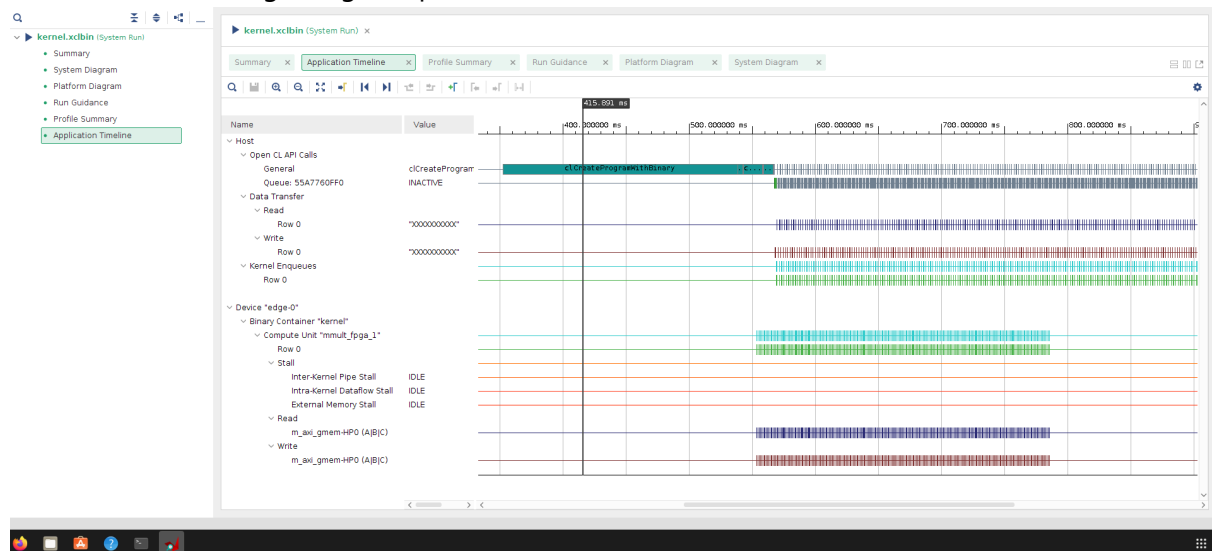 kernel.xclbin (System Run)
Summary
System Diagram
Platform Diagram
Run Guidance
Profile Summary
Application Timeline
kernel.xclbin (System Run) ×
Summary × Application Timeline × Profile Summary × Run Guidance × Platform Diagram × System Diagram ×
415.891 ms
Name Value 500.000000 ms 600.000000 ms 700.000000 ms 800.000000 ms
Host
Open CL API Calls
General clCreateProgram clCreateProgramWithBinary
Queue: 55A7760FF0 INACTIVE
Data Transfer
Read
Row 0 "XXXXXXXXXX"
Write
Row 0 "XXXXXXXXXX"
Kernel Enqueues
Row 0
Device "edge-0"
Binary Container "kernel"
Compute Unit "mmult_fpga_1"
Row 0
Stall
Inter-Kernel Pipe Stall IDLE
Intra-Kernel Dataflow Stall IDLE
External Memory Stall IDLE
Read
m_axi_gmem-HP0 (A|B|C)
Write
m_axi_gmem-HP0 (A|B|C)